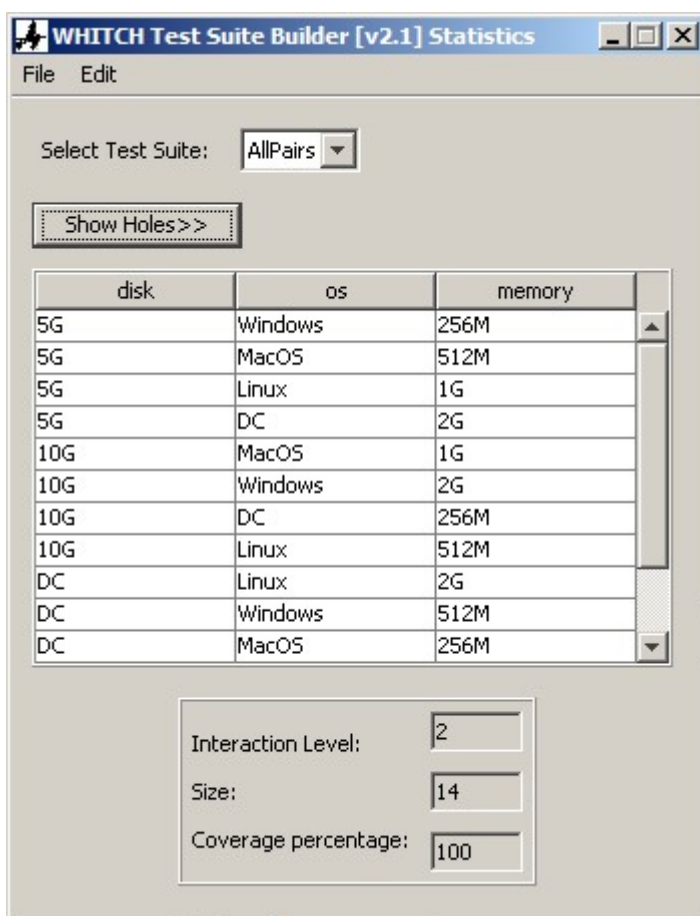 WHITCH Test Suite Builder [v2.1] Statistics
File Edit
Select Test Suite: AllPairs
Show Holes>>
disk os memory
5G Windows 256M
5G MacOS 512M
5G Linux 1G
5G DC 2G
10G MacOS 1G
10G Windows 2G
10G DC 256M
10G Linux 512M
DC Linux 2G
DC Windows 512M
DC MacOS 256M
Interaction Level: 2
Size: 14
Coverage percentage: 100